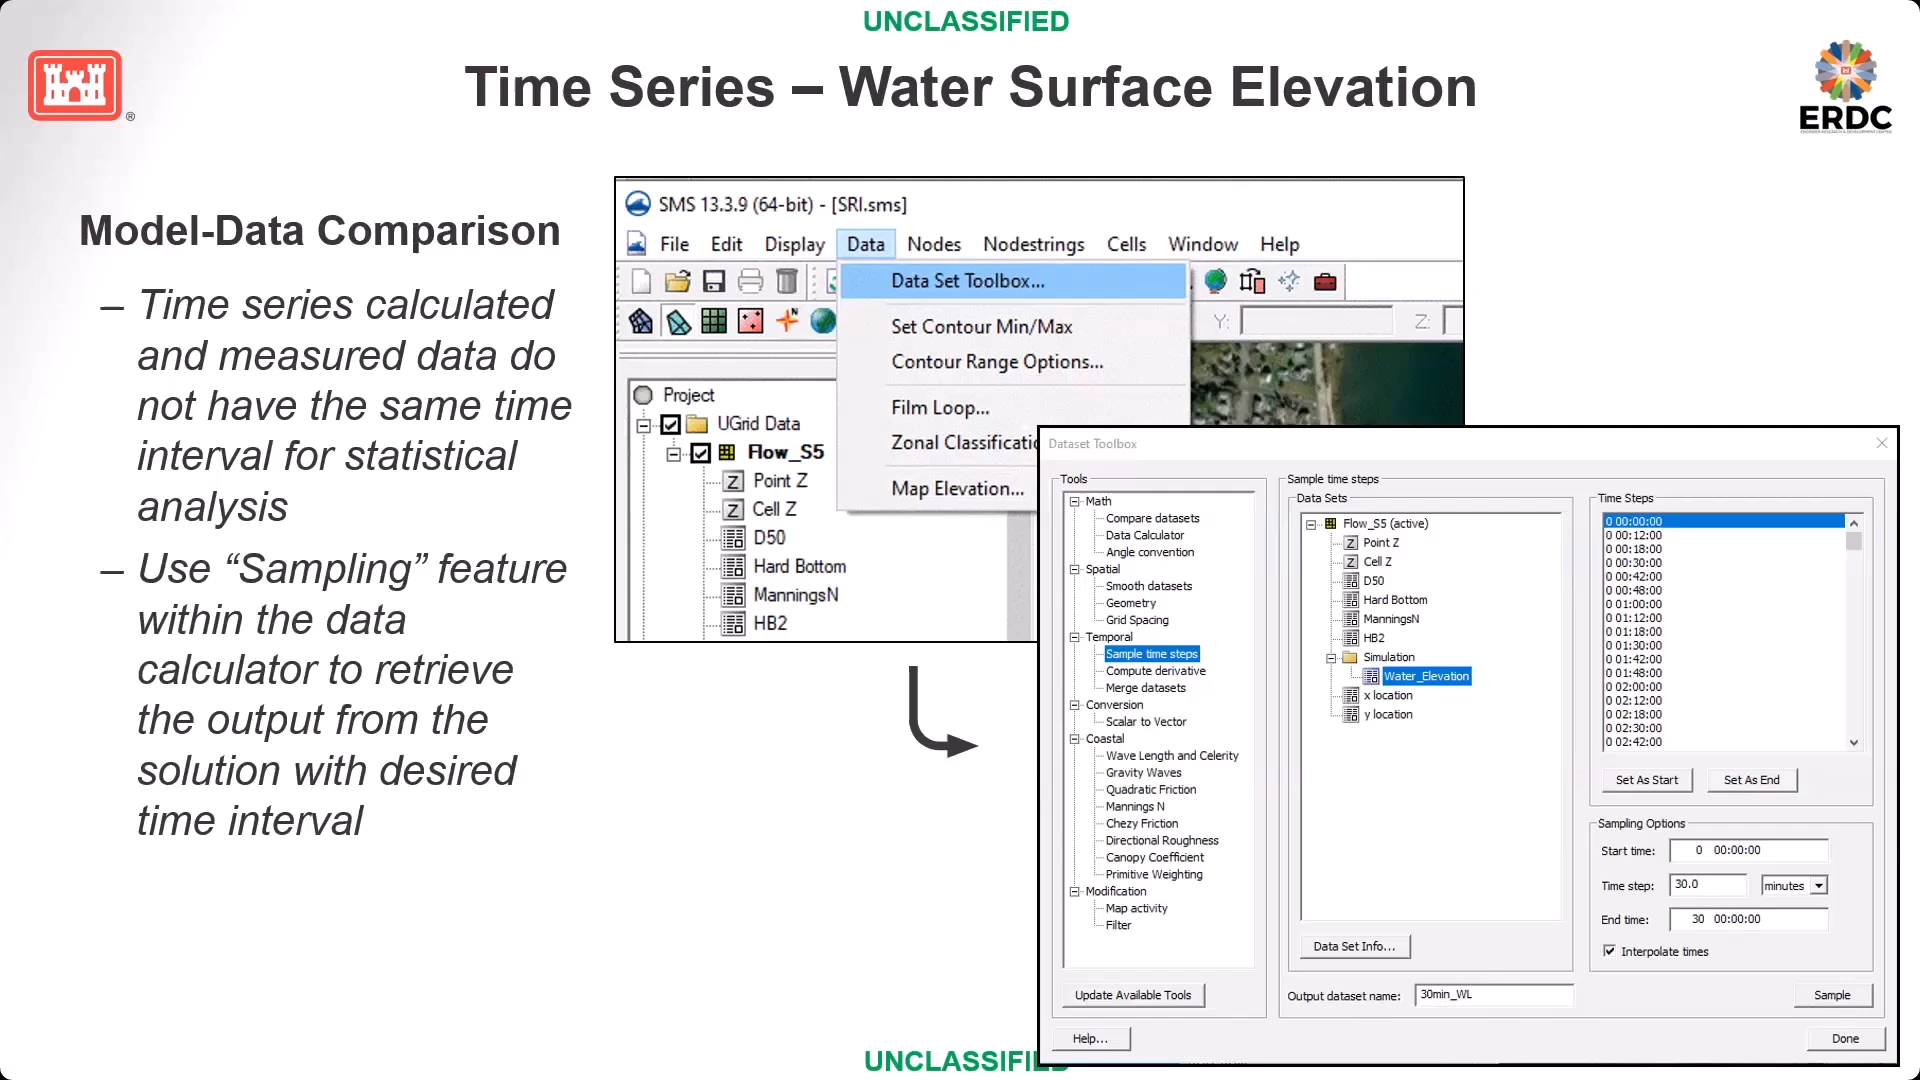 UNCLASSIFIED
Time Series – Water Surface Elevation
®
ERDC
Model-Data Comparison
– Time series calculated
and measured data do
not have the same time
interval for statistical
analysis
– Use “Sampling” feature
within the data
calculator to retrieve
the output from the
solution with desired
time interval
SMS 13.3.9 (64-bit) - [SRI.sms]
File Edit Display Data Nodes Nodestrings Cells Window Help
Data Set Toolbox...
Set Contour Min/Max
Contour Range Options...
Film Loop...
Zonal Classificatio
Map Elevation...
Y:
Z:
Project
UGrid Data
Flow_S5
Point Z
Cell Z
D50
Hard Bottom
ManningsN
HB2
Dataset Toolbox
Tools
Math
Compare datasets
Data Calculator
Angle convention
Spatial
Smooth datasets
Geometry
Grid Spacing
Temporal
Sample time steps
Compute derivative
Merge datasets
Conversion
Scalar to Vector
Coastal
Wave Length and Celerity
Gravity Waves
Quadratic Friction
Mannings N
Chezy Friction
Directional Roughness
Canopy Coefficient
Primitive Weighting
Modification
Map activity
Filter
Update Available Tools
Help...
Sample time steps
Data Sets
Flow_S5 (active)
Point Z
Cell Z
D50
Hard Bottom
ManningsN
HB2
Simulation
Water_Elevation
x location
y location
Data Set Info...
Output dataset name: 30min_WL
Time Steps
0 00:00:00
0 00:12:00
0 00:18:00
0 00:30:00
0 00:42:00
0 00:48:00
0 01:00:00
0 01:12:00
0 01:18:00
0 01:30:00
0 01:42:00
0 01:48:00
0 02:00:00
0 02:12:00
0 02:18:00
0 02:30:00
0 02:42:00
Set As Start Set As End
Sampling Options
Start time: 0 00:00:00
Time step: 30.0 minutes
End time: 30 00:00:00
Interpolate times
Sample
Done
UNCLASSIFIED